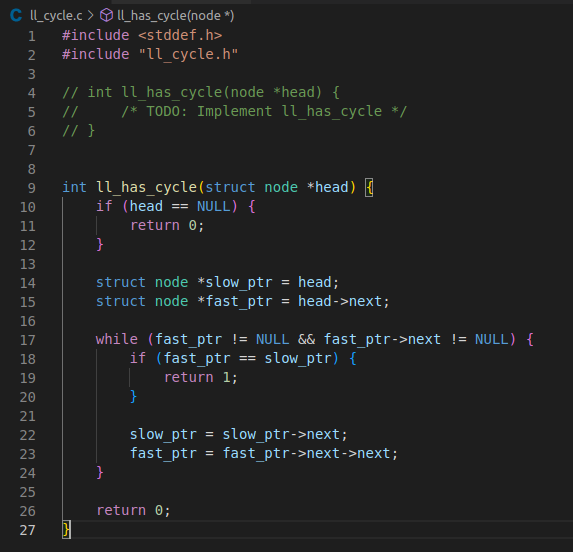 ll_cycle.c > ll_has_cycle(node *)
1 #include <stddef.h>
2 #include "ll_cycle.h"
3
4 // int ll_has_cycle(node *head) {
5 //     /* TODO: Implement ll_has_cycle */
6 // }
7
8
9 int ll_has_cycle(struct node *head) {
10     if (head == NULL) {
11         return 0;
12     }
13
14     struct node *slow_ptr = head;
15     struct node *fast_ptr = head->next;
16
17     while (fast_ptr != NULL && fast_ptr->next != NULL) {
18         if (fast_ptr == slow_ptr) {
19             return 1;
20         }
21
22         slow_ptr = slow_ptr->next;
23         fast_ptr = fast_ptr->next->next;
24     }
25
26     return 0;
27 }